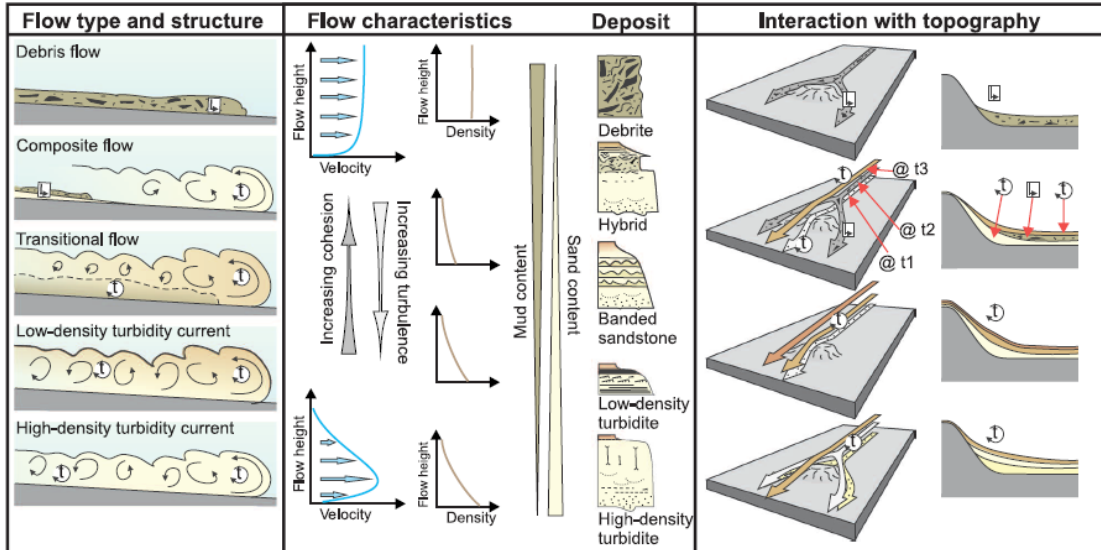 Flow type and structure
Debris flow
L
Composite flow
L
t
Transitional flow
t
t
Low-density turbidity current
t
t
High-density turbidity current
t
t
Flow characteristics
Flow height
Velocity
Flow height
Density
Increasing cohesion
Increasing turbulence
Flow height
Velocity
Flow height
Density
Mud content
Sand content
Deposit
Debrite
Hybrid
Banded
sandstone
Low-density
turbidite
High-density
turbidite
Interaction with topography
L
L
t
@ t3
@ t2
@ t1
L
t
t
L
t
t
t
t
t